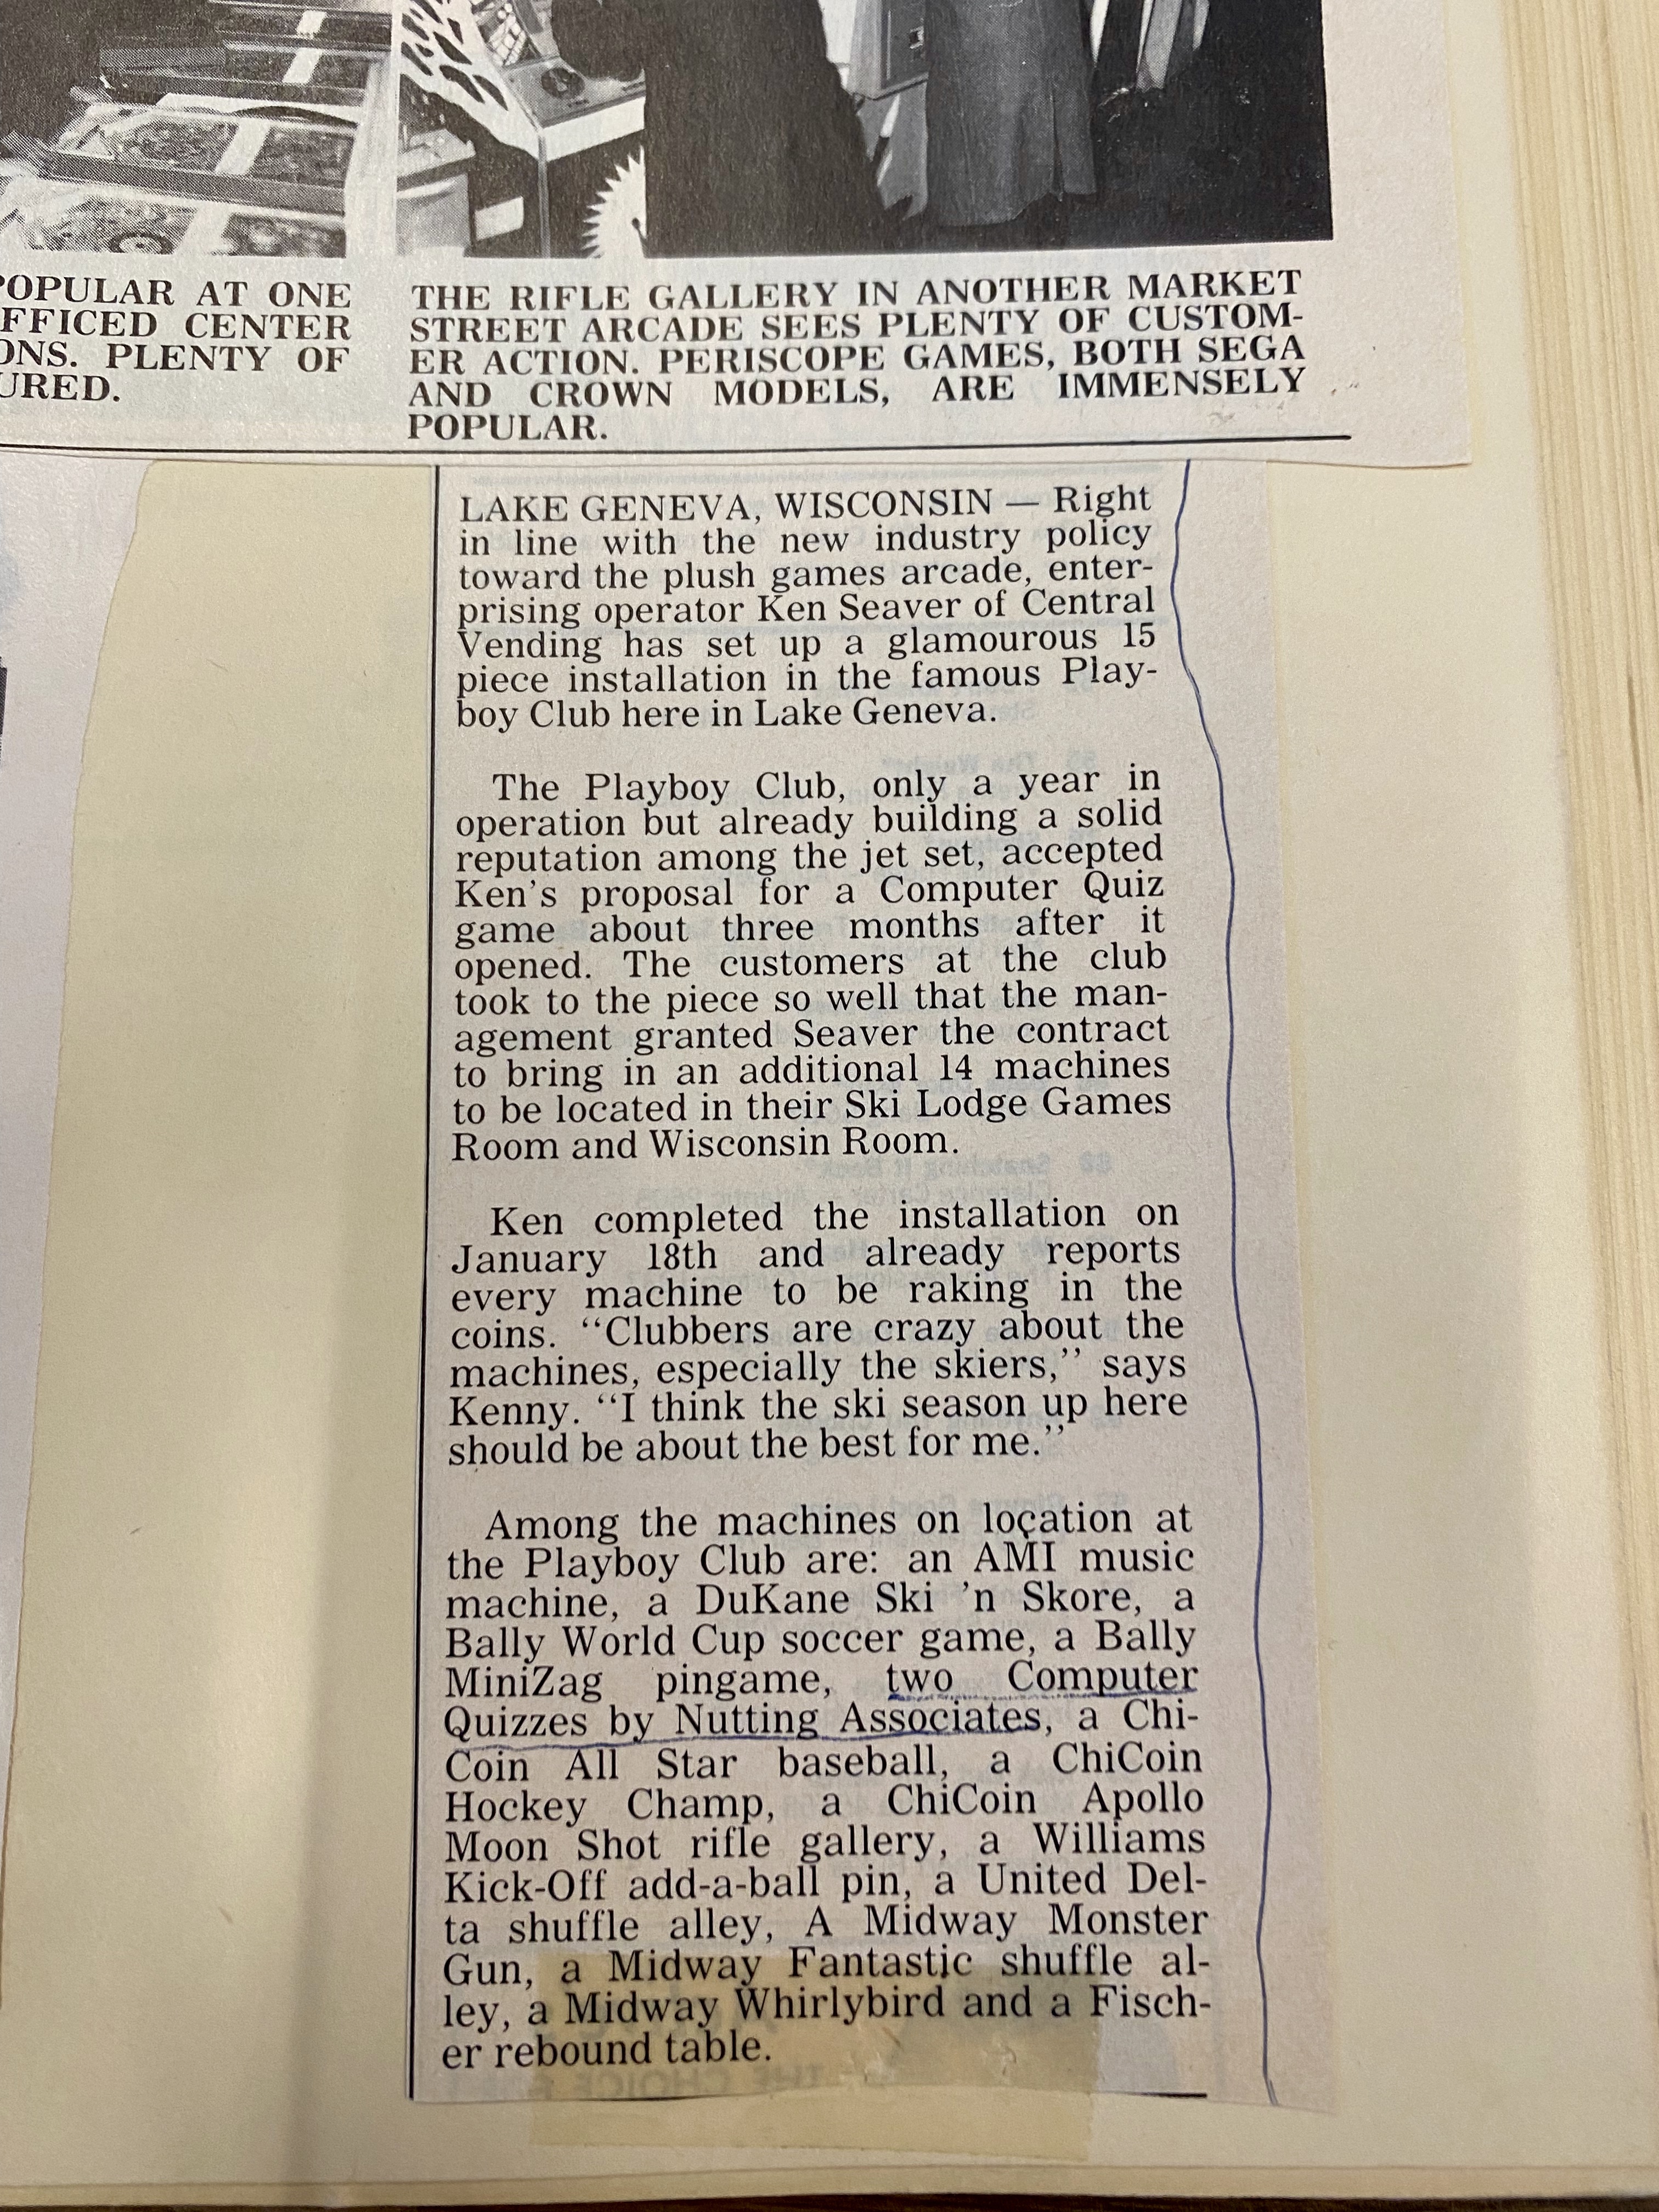 POPULAR AT ONE
FFICED CENTER
ONS. PLENTY OF
URED.
THE RIFLE GALLERY IN ANOTHER MARKET
STREET ARCADE SEES PLENTY OF CUSTOM-
ER ACTION. PERISCOPE GAMES, BOTH SEGA
AND CROWN MODELS, ARE IMMENSELY
POPULAR.
LAKE GENEVA, WISCONSIN — Right
in line with the new industry policy
toward the plush games arcade, enter-
prising operator Ken Seaver of Central
Vending has set up a glamourous 15
piece installation in the famous Play-
boy Club here in Lake Geneva.
The Playboy Club, only a year in
operation but already building a solid
reputation among the jet set, accepted
Ken's proposal for a Computer Quiz
game about three months after it
opened. The customers at the club
took to the piece so well that the man-
agement granted Seaver the contract
to bring in an additional 14 machines
to be located in their Ski Lodge Games
Room and Wisconsin Room.
Ken completed the installation on
January 18th and already reports
every machine to be raking in the
coins. ‘‘Clubbers are crazy about the
machines, especially the skiers,’’ says
Kenny. ‘‘I think the ski season up here
should be about the best for me.’’
Among the machines on location at
the Playboy Club are: an AMI music
machine, a DuKane Ski 'n Skore, a
Bally World Cup soccer game, a Bally
MiniZag pingame, two Computer
Quizzes by Nutting Associates, a Chi-
Coin All Star baseball, a ChiCoin
Hockey Champ, a ChiCoin Apollo
Moon Shot rifle gallery, a Williams
Kick-Off add-a-ball pin, a United Del-
ta shuffle alley, A Midway Monster
Gun, a Midway Fantastic shuffle al-
ley, a Midway Whirlybird and a Fisch-
er rebound table.